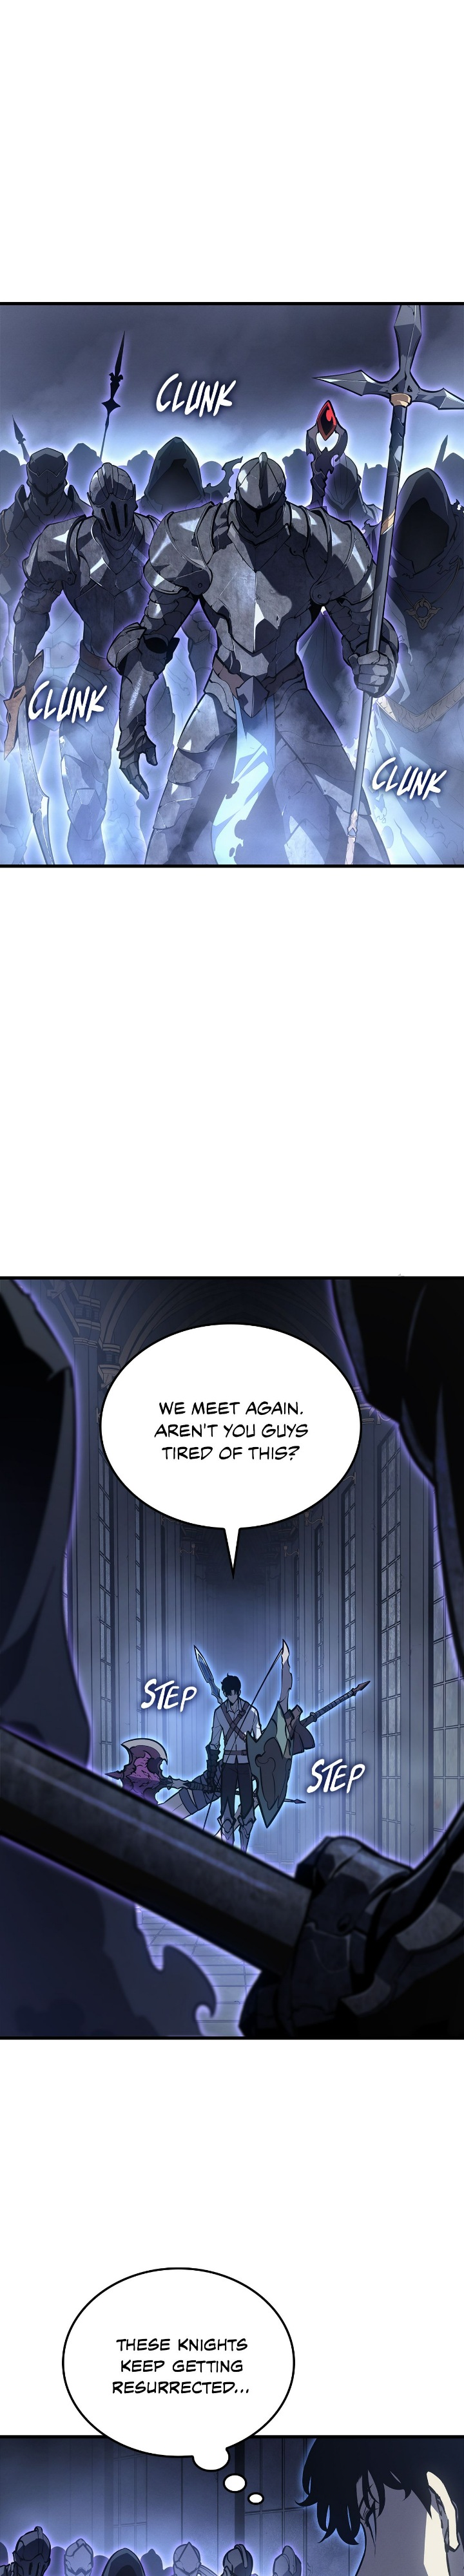 CLUNK
CLUNK
CLUNK
WE MEET AGAIN.
AREN'T YOU GUYS
TIRED OF THIS?
STEP
STEP
THESE KNIGHTS
KEEP GETTING
RESURRECTED...